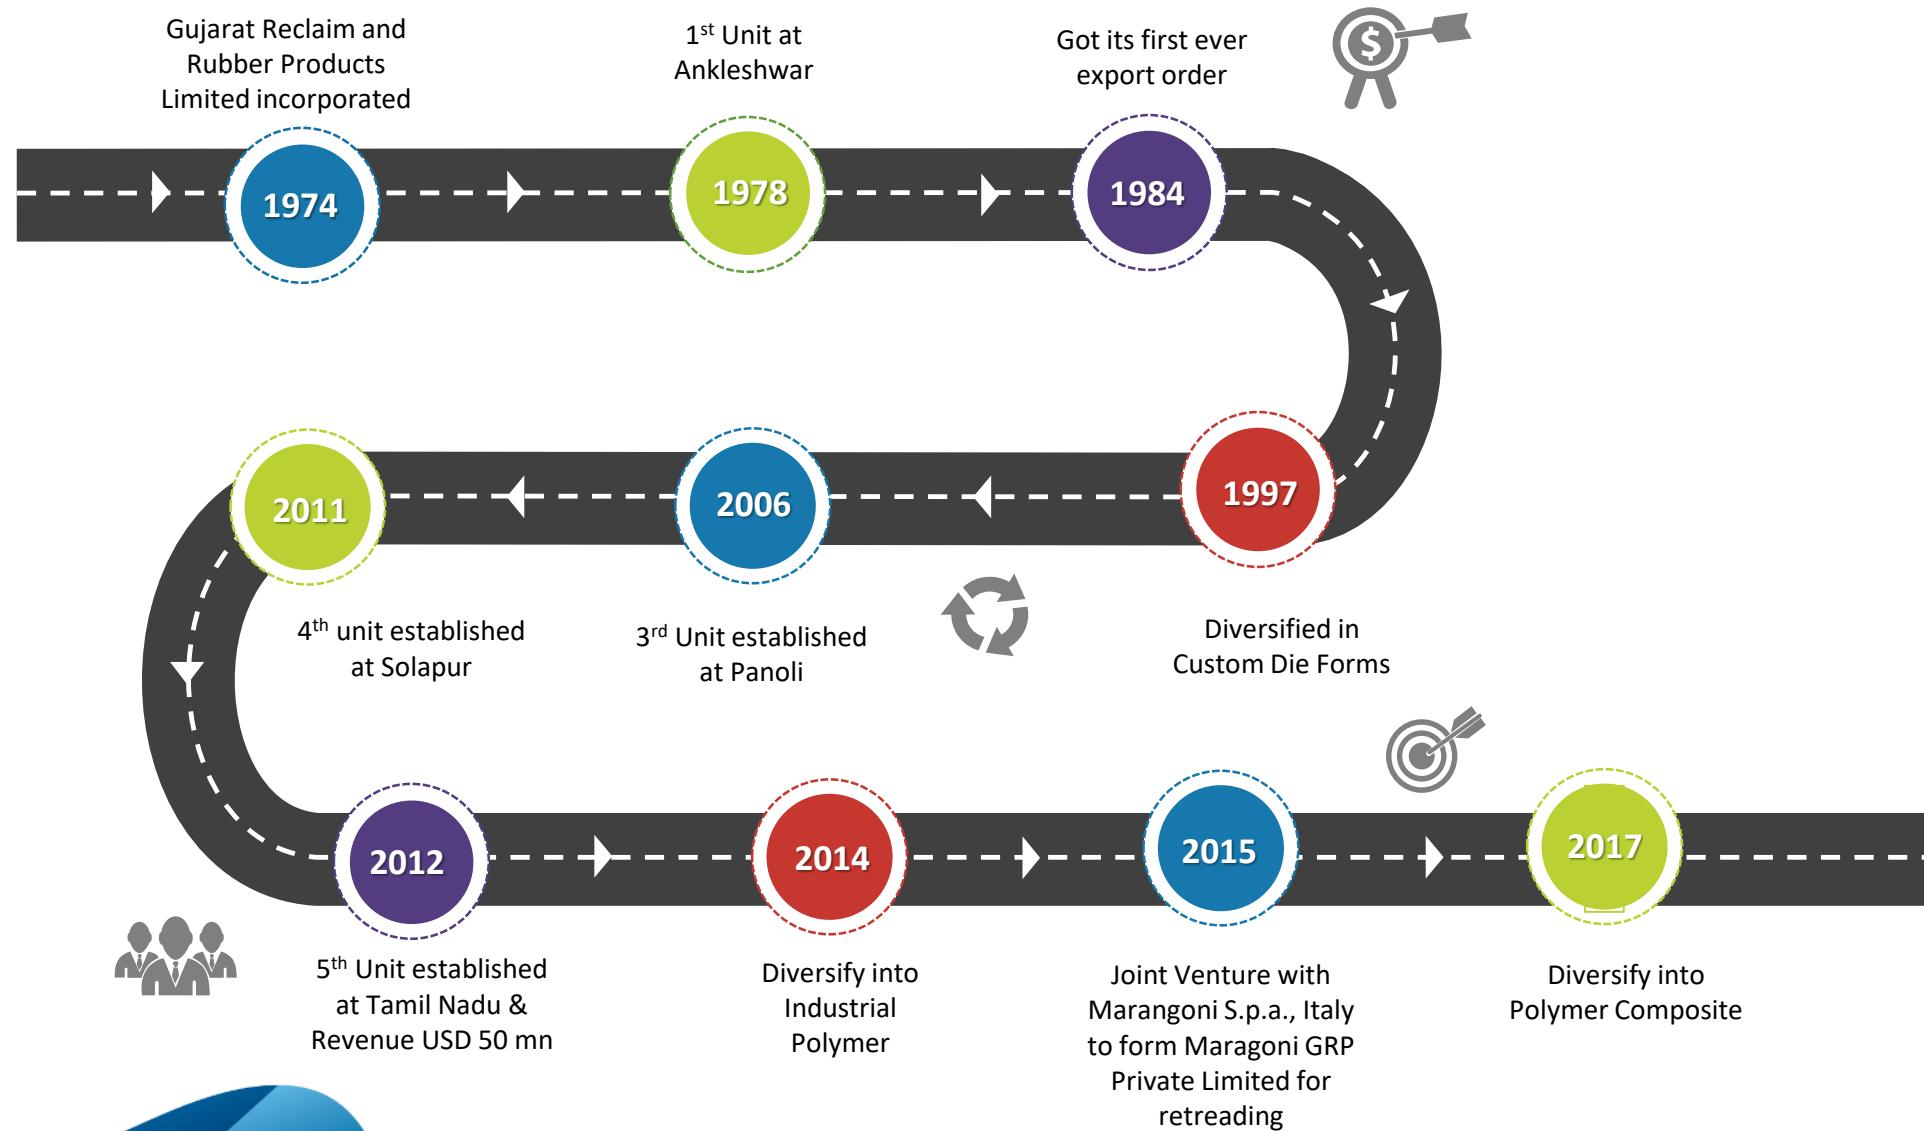 Gujarat Reclaim and
Rubber Products
Limited incorporated
1st Unit at
Ankleshwar
Got its first ever
export order
$
1974
1978
1984
2011
2006
1997
4th unit established
at Solapur
3rd Unit established
at Panoli
Diversified in
Custom Die Forms
2012
2014
2015
2017
5th Unit established
at Tamil Nadu &
Revenue USD 50 mn
Diversify into
Industrial
Polymer
Joint Venture with
Marangoni S.p.a., Italy
to form Maragoni GRP
Private Limited for
retreading
Diversify into
Polymer Composite